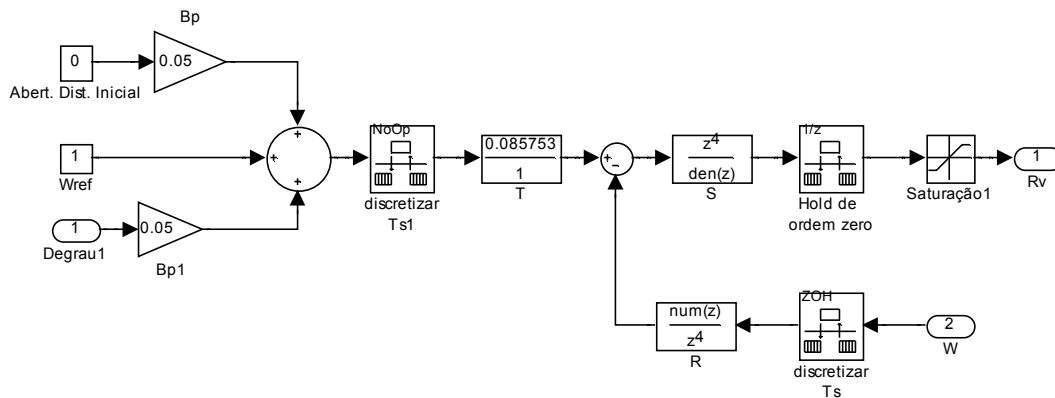 Bp
0
0.05
Abert. Dist. Inicial
1
Wref
1
Degrau1
0.05
Bp1
+
+
+
NoOp
discretizar
Ts1
0.085753
1
T
+
−
z4
den(z)
S
1/z
Hold de
ordem zero
Saturação1
1
Rv
num(z)
z4
R
ZOH
discretizar
Ts
2
W